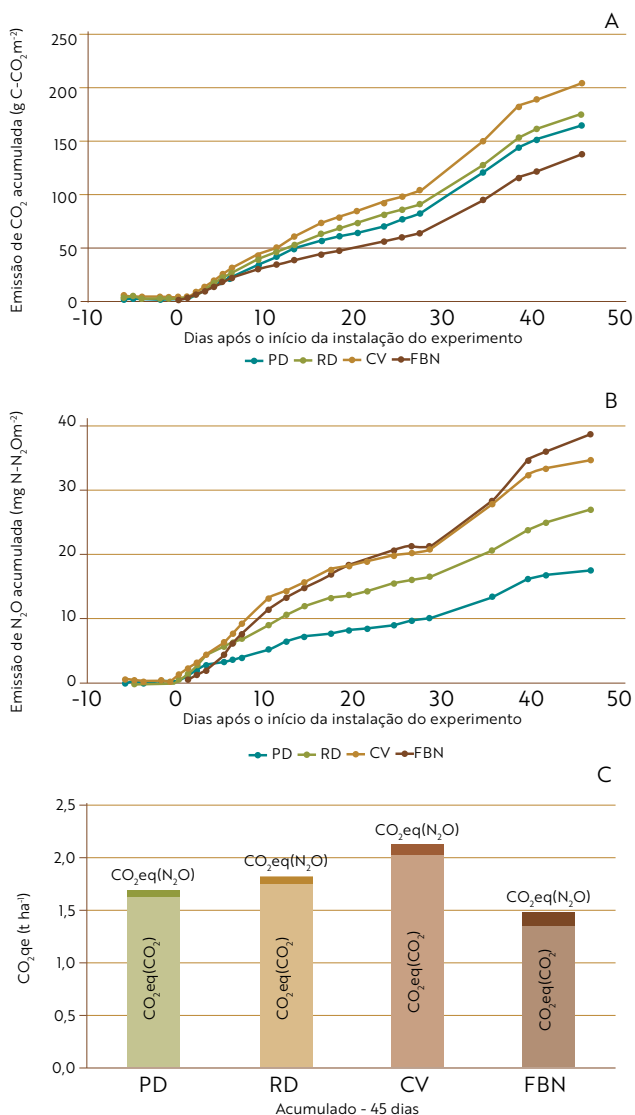 A
Emissão de CO₂ acumulada (g C-CO₂m⁻²)
250
200
150
100
50
0
-10 0 10 20 30 40 50
Dias após o início da instalação do experimento
PD RD CV FBN
B
Emissão de N₂O acumulada (mg N-N₂Om⁻²)
40
30
20
10
0
-10 0 10 20 30 40 50
Dias após o início da instalação do experimento
PD RD CV FBN
C
CO₂qe (t ha⁻¹)
2,5
2,0
1,5
1,0
0,5
0,0
CO₂eq(N₂O)
CO₂eq(CO₂)
CO₂eq(N₂O)
CO₂eq(CO₂)
CO₂eq(N₂O)
CO₂eq(CO₂)
CO₂eq(N₂O)
CO₂eq(CO₂)
PD RD CV FBN
Acumulado - 45 dias